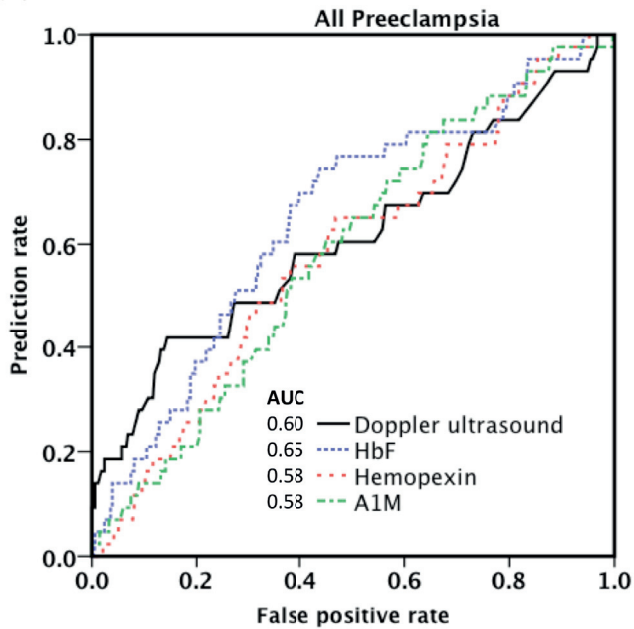 All Preeclampsia
1.0
0.8
0.6
0.4
0.2
0.0
Prediction rate
AUC
0.60 Doppler ultrasound
0.65 HbF
0.58 Hemopexin
0.58 A1M
0.0 0.2 0.4 0.6 0.8 1.0
False positive rate